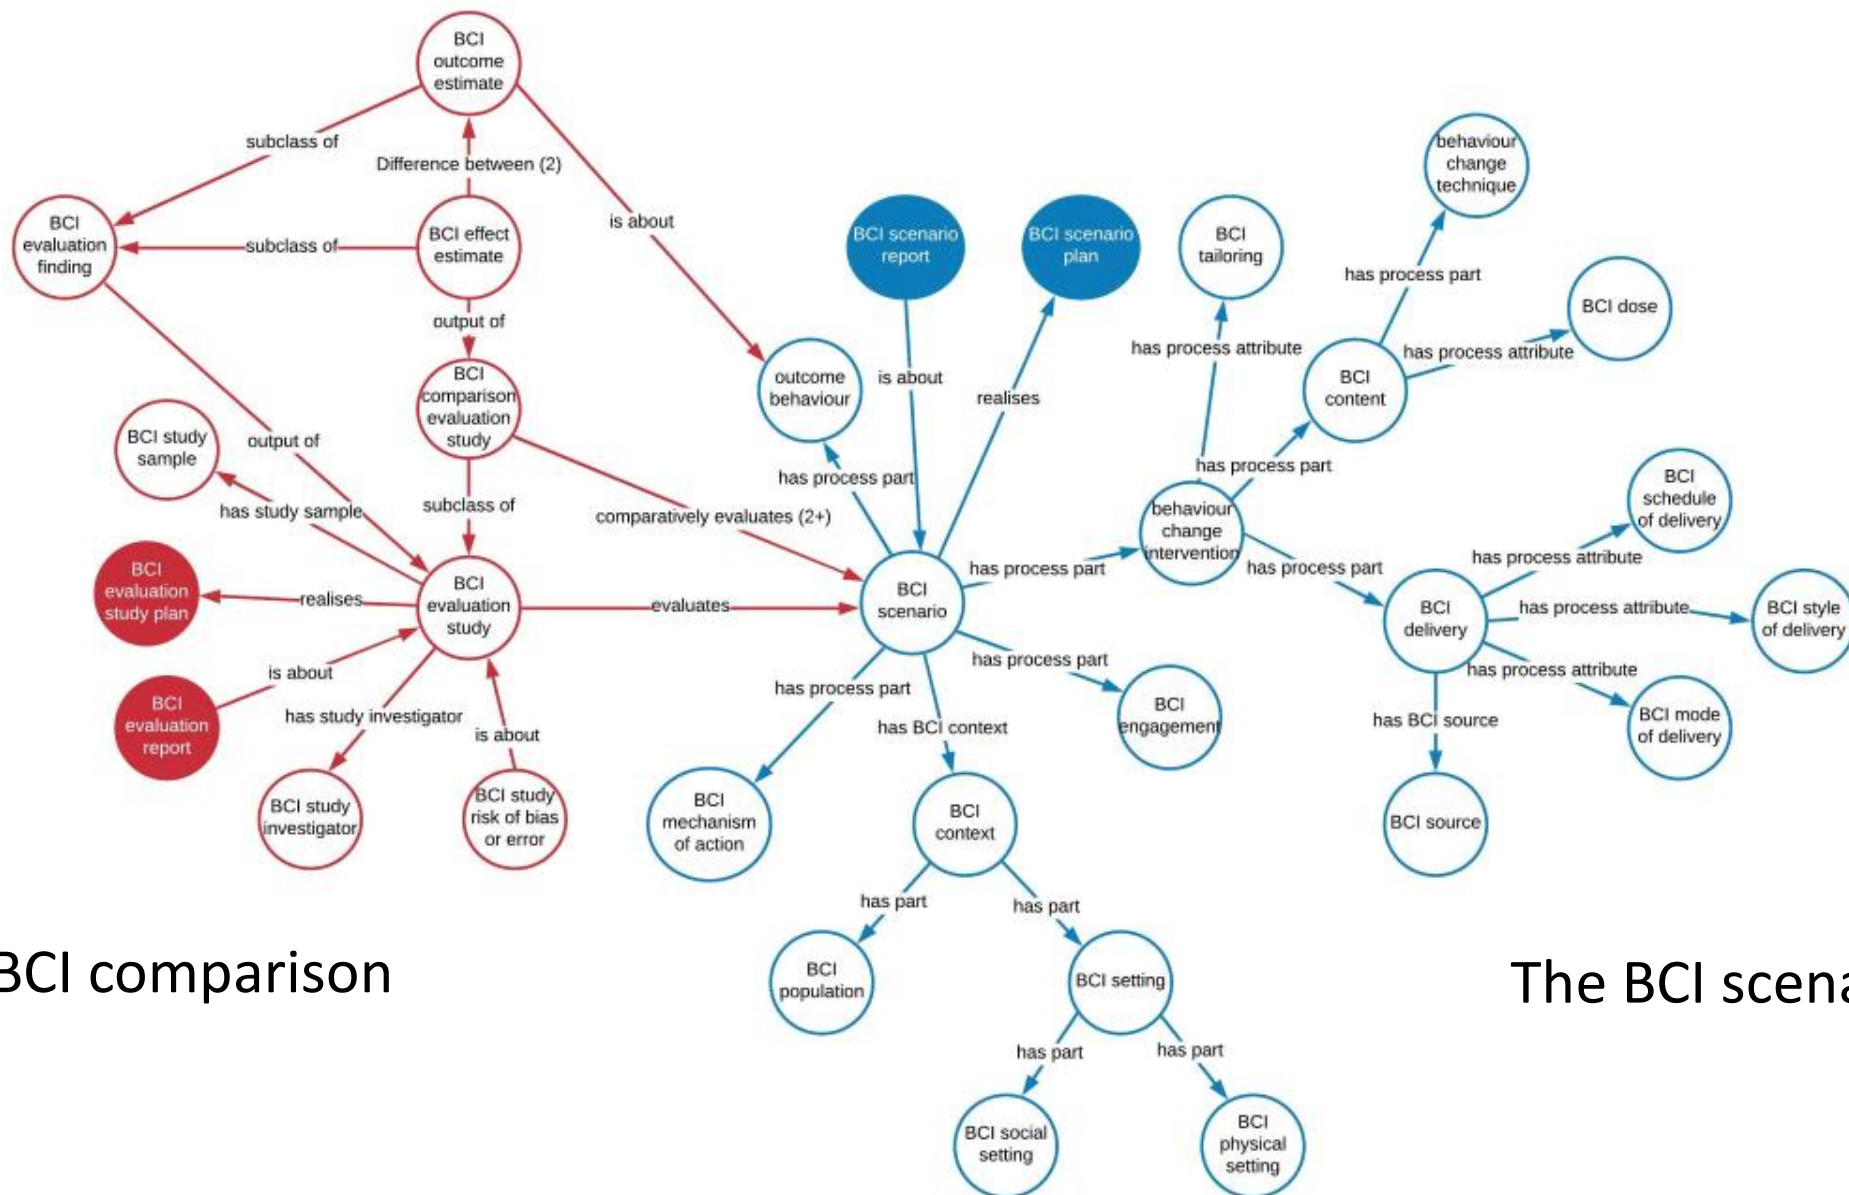 BCI
outcome
estimate
subclass of
Difference between (2)
is about
BCI
evaluation
finding
subclass of
BCI effect
estimate
output of
BCI
comparison
evaluation
study
BCI study
sample
output of
has study sample
subclass of
comparatively evaluates (2+)
BCI
evaluation
study plan
realises
BCI
evaluation
study
evaluates
is about
BCI
evaluation
report
has study investigator
is about
BCI study
investigator
BCI study
risk of bias
or error
BCI scenario
report
BCI scenario
plan
outcome
behaviour
is about
realises
has process part
BCI
scenario
has process part
has process part
BCI
engagement
has process part
has BCI context
BCI
mechanism
of action
BCI
context
has part
has part
BCI
population
BCI setting
has part
has part
BCI social
setting
BCI
physical
setting
BCI
tailoring
has process attribute
behaviour
change
technique
has process part
BCI dose
has process attribute
BCI
content
has process part
behaviour
change
intervention
has process part
BCI
schedule
of delivery
has process attribute
BCI
delivery
has process attribute
BCI style
of delivery
has process attribute
BCI mode
of delivery
has BCI source
BCI source
BCI comparison
The BCI scena